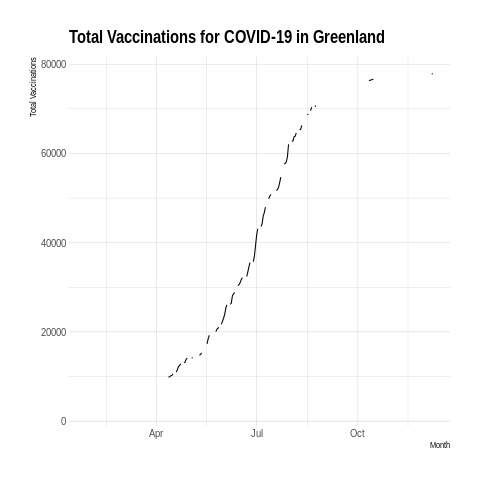 Total Vaccinations for COVID-19 in Greenland
Total Vaccinations
80000
60000
40000
20000
0
Apr Jul Oct
Month